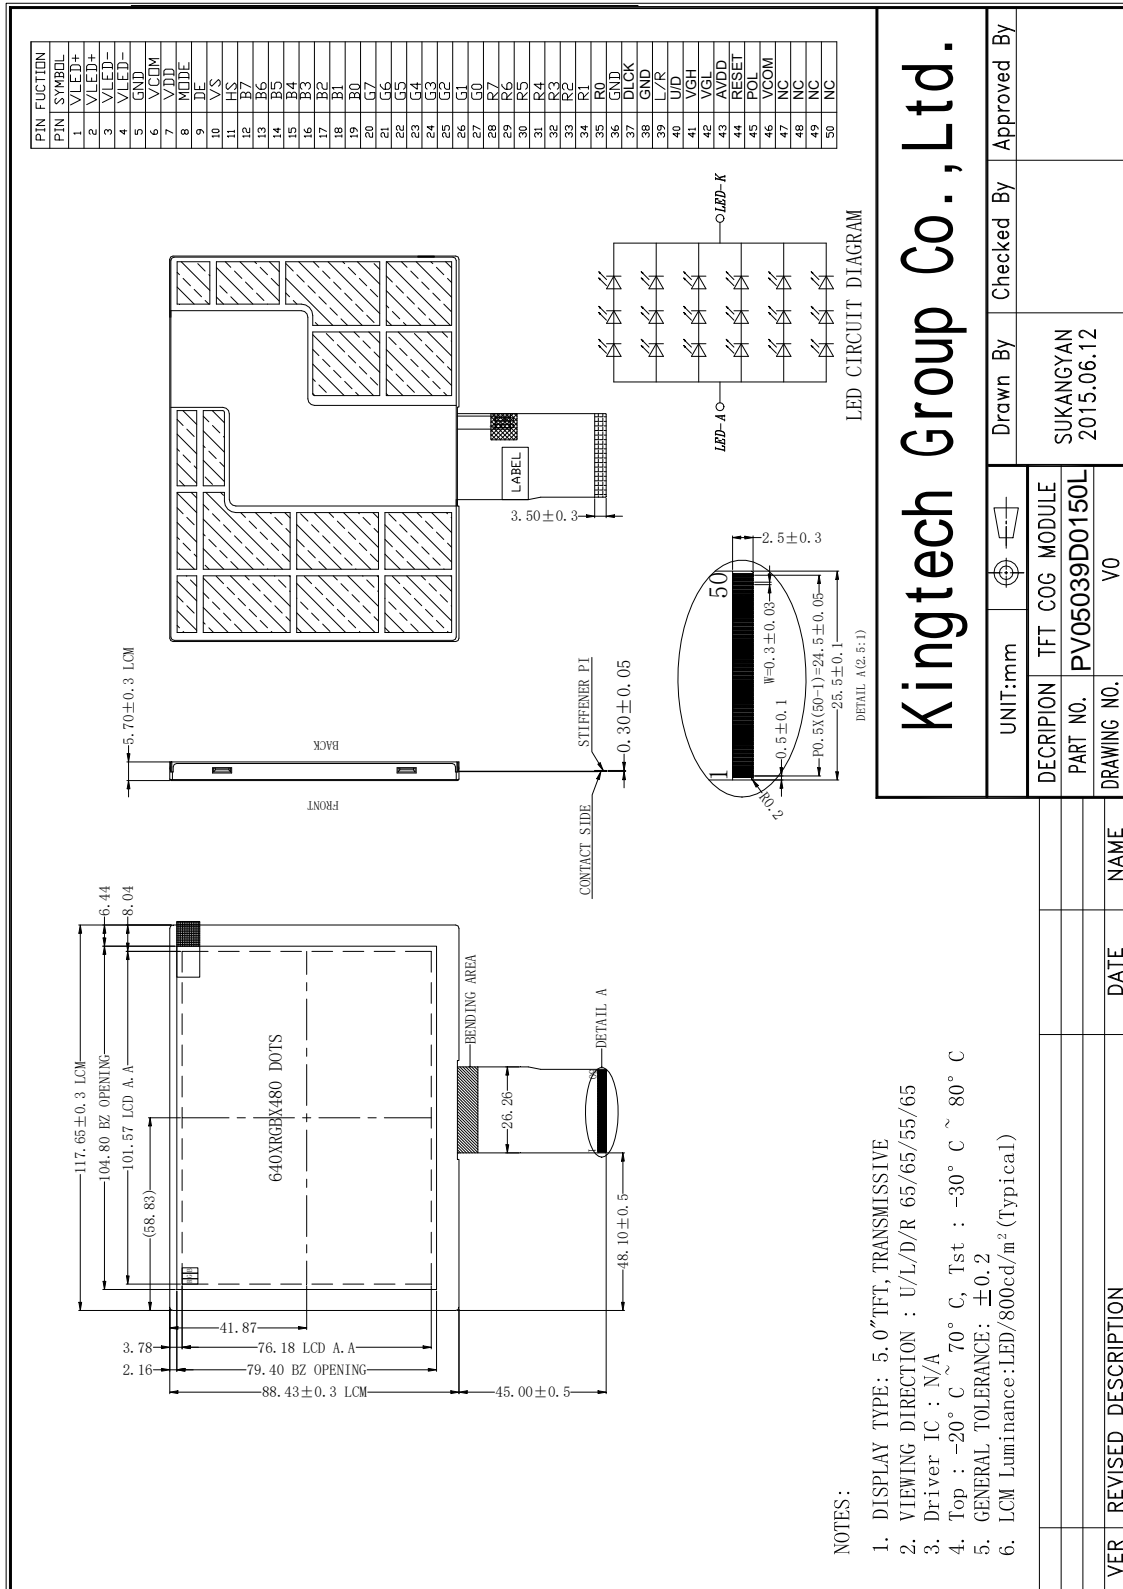 PIN FUCTION
PIN SYMBOL
1 VLED+
2 VLED+
3 VLED-
4 VLED-
5 GND
6 VCOM
7 VDD
8 MODE
9 DE
10 VS
11 HS
12 B7
13 B6
14 B5
15 B4
16 B3
17 B2
18 B1
19 B0
20 G7
21 G6
22 G5
23 G4
24 G3
25 G2
26 G1
27 G0
28 R7
29 R6
30 R5
31 R4
32 R3
33 R2
34 R1
35 R0
36 GND
37 DLCK
38 GND
39 L/R
40 U/D
41 VGH
42 VGL
43 AVDD
44 RESET
45 POL
46 VCOM
47 NC
48 NC
49 NC
50 NC
117.65±0.3 LCM
104.80 BZ OPENING
101.57 LCD A.A
(58.83)
6.44
8.04
640XRGBX480 DOTS
3.78
2.16
41.87
76.18 LCD A.A
79.40 BZ OPENING
88.43±0.3 LCM
45.00±0.5
BENDING AREA
26.26
DETAIL A
48.10±0.5
5.70±0.3 LCM
FRONT
BACK
CONTACT SIDE
STIFFENER PI
0.30±0.05
LABEL
3.50±0.3
1
50
2.5±0.3
W=0.3±0.03
0.5±0.1
P0.5X(50-1)=24.5±0.05
25.5±0.1
R0.2
DETAIL A(2.5:1)
LED-A
LED-K
LED CIRCUIT DIAGRAM
NOTES:
1. DISPLAY TYPE: 5.0″TFT,TRANSMISSIVE
2. VIEWING DIRECTION : U/L/D/R 65/65/55/65
3. Driver IC : N/A
4. Top : -20° C ~ 70° C, Tst : -30° C ~ 80° C
5. GENERAL TOLERANCE: ±0.2
6. LCM Luminance:LED/800cd/m² (Typical)
Kingtech Group Co.,Ltd.
UNIT:mm
Drawn By
Checked By
Approved By
DECRIPION
TFT COG MODULE
SUKANGYAN
2015.06.12
PART NO.
PV05039D0150L
DRAWING NO.
V0
VER
REVISED DESCRIPTION
DATE
NAME